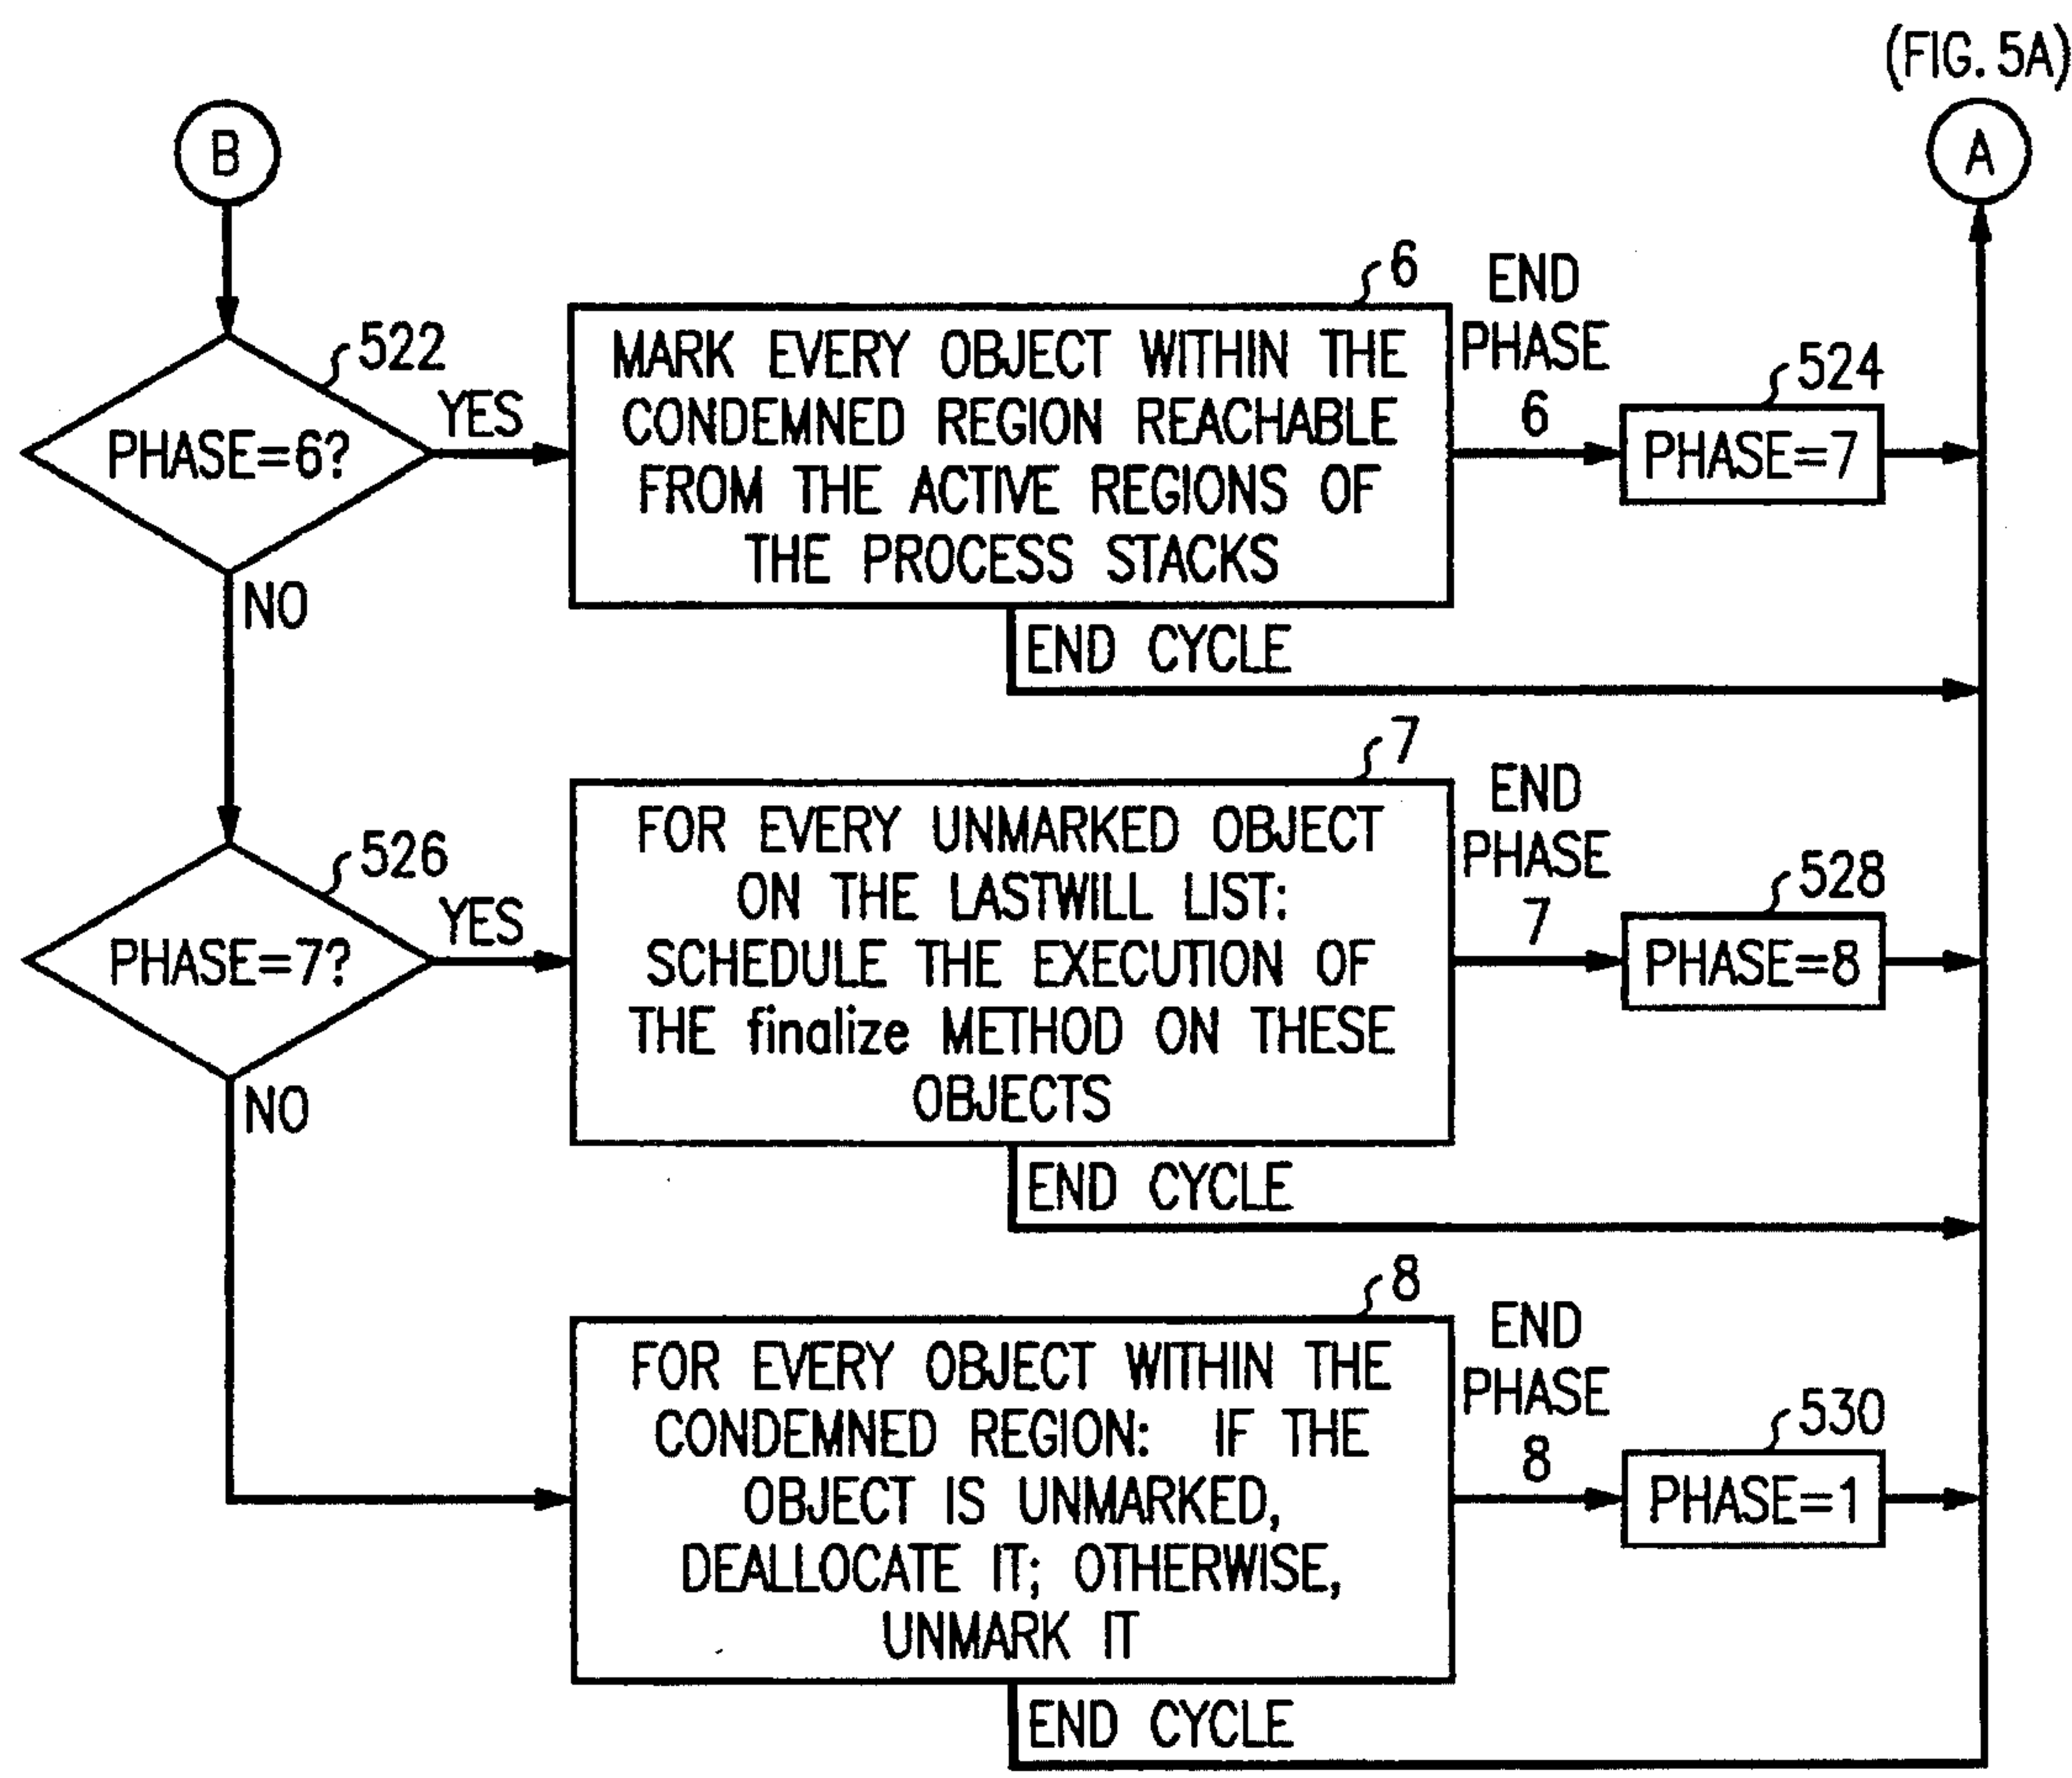 (FIG. 5A)
B
A
6
END
PHASE
6
522
524
MARK EVERY OBJECT WITHIN THE
CONDEMNED REGION REACHABLE
FROM THE ACTIVE REGIONS OF
THE PROCESS STACKS
PHASE=6?
YES
PHASE=7
NO
END CYCLE
7
END
PHASE
7
526
528
FOR EVERY UNMARKED OBJECT
ON THE LASTWILL LIST:
SCHEDULE THE EXECUTION OF
THE finalize METHOD ON THESE
OBJECTS
PHASE=7?
YES
PHASE=8
NO
END CYCLE
8
END
PHASE
8
530
FOR EVERY OBJECT WITHIN THE
CONDEMNED REGION: IF THE
OBJECT IS UNMARKED,
DEALLOCATE IT; OTHERWISE,
UNMARK IT
PHASE=1
END CYCLE